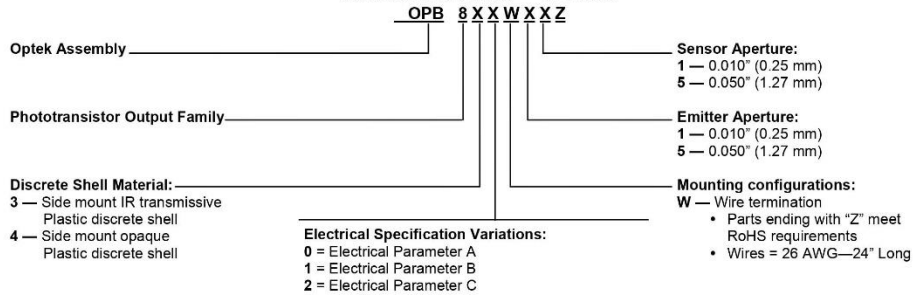 OPB 8 X X W X X Z
Optek Assembly
Phototransistor Output Family
Discrete Shell Material:
3 — Side mount IR transmissive
Plastic discrete shell
4 — Side mount opaque
Plastic discrete shell
Electrical Specification Variations:
0 = Electrical Parameter A
1 = Electrical Parameter B
2 = Electrical Parameter C
Sensor Aperture:
1 — 0.010” (0.25 mm)
5 — 0.050” (1.27 mm)
Emitter Aperture:
1 — 0.010” (0.25 mm)
5 — 0.050” (1.27 mm)
Mounting configurations:
W — Wire termination
• Parts ending with “Z” meet
RoHS requirements
• Wires = 26 AWG—24” Long